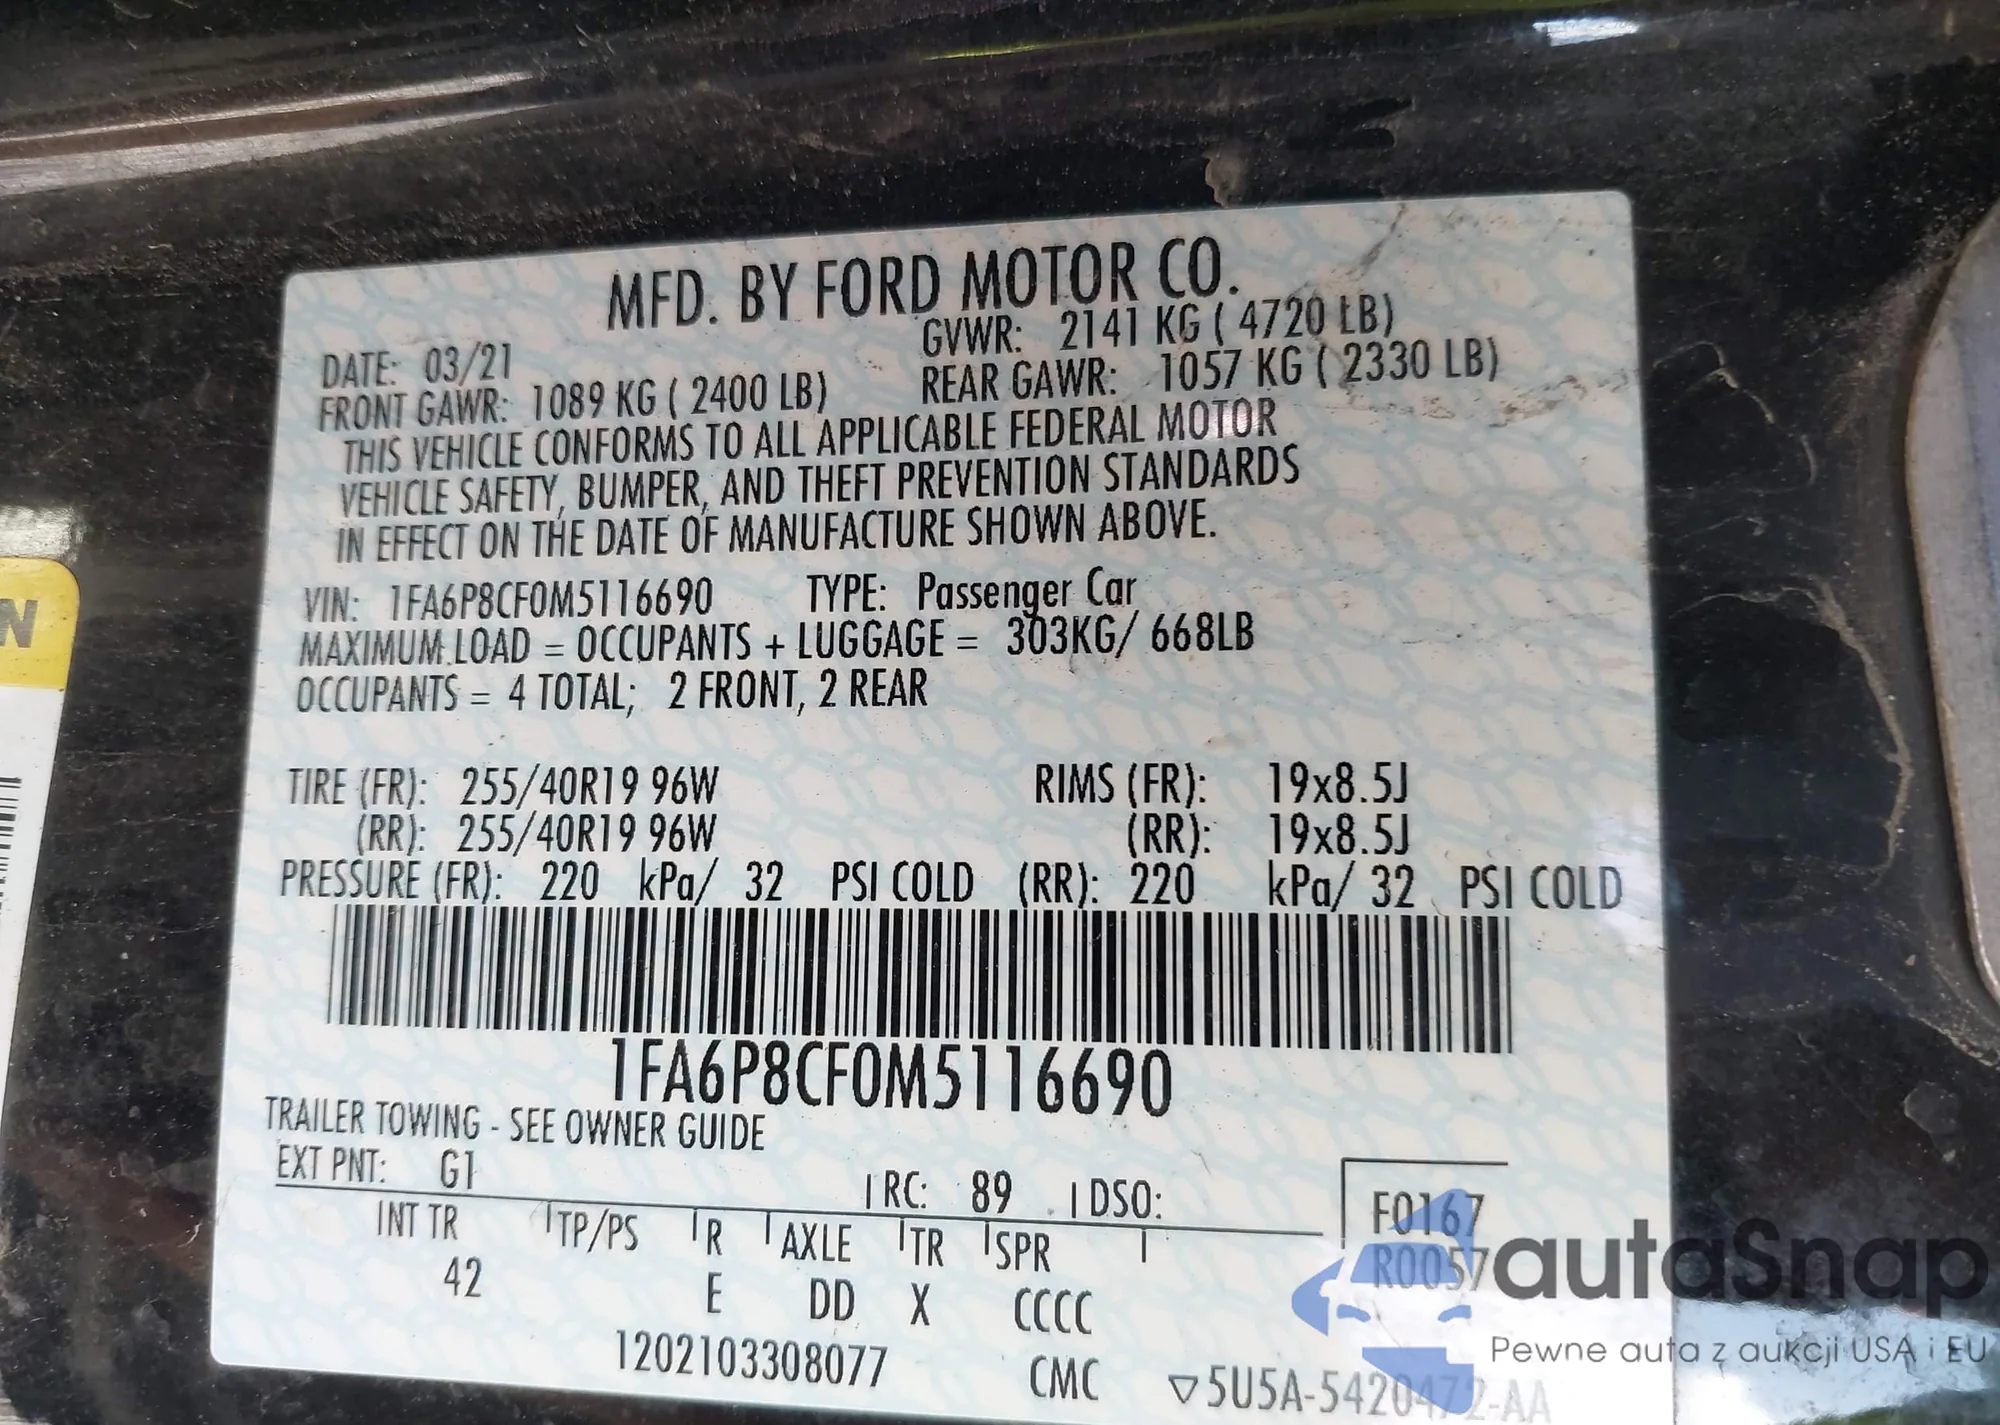 MFD. BY FORD MOTOR CO.
DATE: 03/21 GVWR: 2141 KG ( 4720 LB)
FRONT GAWR: 1089 KG ( 2400 LB) REAR GAWR: 1057 KG ( 2330 LB)
THIS VEHICLE CONFORMS TO ALL APPLICABLE FEDERAL MOTOR
VEHICLE SAFETY, BUMPER, AND THEFT PREVENTION STANDARDS
IN EFFECT ON THE DATE OF MANUFACTURE SHOWN ABOVE.
VIN: 1FA6P8CF0M5116690 TYPE: Passenger Car
MAXIMUM LOAD = OCCUPANTS + LUGGAGE = 303KG/ 668LB
OCCUPANTS = 4 TOTAL; 2 FRONT, 2 REAR
TIRE (FR): 255/40R19 96W RIMS (FR): 19x8.5J
(RR): 255/40R19 96W (RR): 19x8.5J
PRESSURE (FR): 220 kPa/ 32 PSI COLD (RR): 220 kPa/ 32 PSI COLD
1FA6P8CF0M5116690
TRAILER TOWING - SEE OWNER GUIDE
EXT PNT: G1 RC: 89 DSO:
F0167
R0057
INT TR TP/PS R AXLE TR SPR
42 E DD X CCCC
1202103308077 CMC ▽5U5A-5420472-AA
N
autaSnap
Pewne auta z aukcji USA i EU